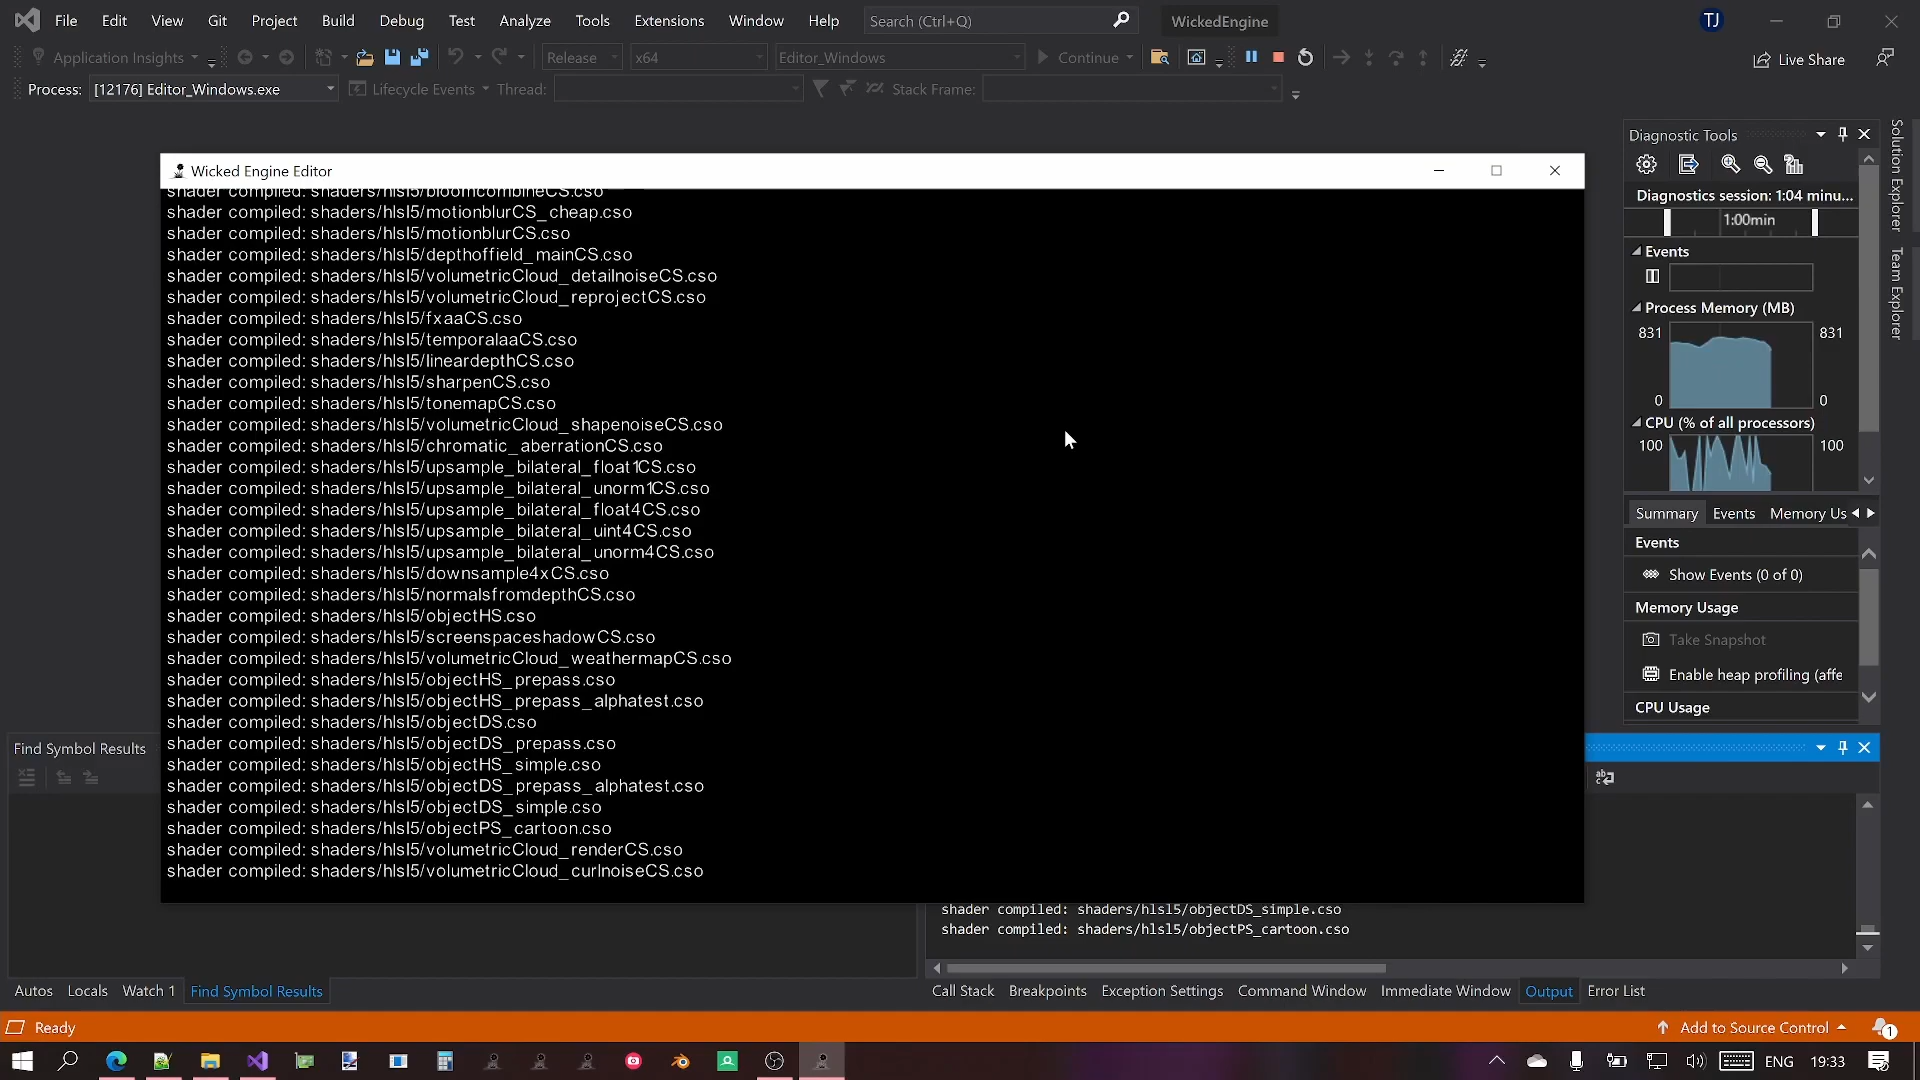 File Edit View Git Project Build Debug Test Analyze Tools Extensions Window Help Search (Ctrl+Q) WickedEngine TJ
Application Insights Release x64 Editor_Windows Continue Live Share
Process: [12176] Editor_Windows.exe Lifecycle Events Thread: Stack Frame:
Wicked Engine Editor
shader compiled: shaders/hlsl5/bloomcombineCS.cso
shader compiled: shaders/hlsl5/motionblurCS_cheap.cso
shader compiled: shaders/hlsl5/motionblurCS.cso
shader compiled: shaders/hlsl5/depthoffield_mainCS.cso
shader compiled: shaders/hlsl5/volumetricCloud_detailnoiseCS.cso
shader compiled: shaders/hlsl5/volumetricCloud_reprojectCS.cso
shader compiled: shaders/hlsl5/fxaaCS.cso
shader compiled: shaders/hlsl5/temporalaaCS.cso
shader compiled: shaders/hlsl5/lineardepthCS.cso
shader compiled: shaders/hlsl5/sharpenCS.cso
shader compiled: shaders/hlsl5/tonemapCS.cso
shader compiled: shaders/hlsl5/volumetricCloud_shapenoiseCS.cso
shader compiled: shaders/hlsl5/chromatic_aberrationCS.cso
shader compiled: shaders/hlsl5/upsample_bilateral_float1CS.cso
shader compiled: shaders/hlsl5/upsample_bilateral_unorm1CS.cso
shader compiled: shaders/hlsl5/upsample_bilateral_float4CS.cso
shader compiled: shaders/hlsl5/upsample_bilateral_uint4CS.cso
shader compiled: shaders/hlsl5/upsample_bilateral_unorm4CS.cso
shader compiled: shaders/hlsl5/downsample4xCS.cso
shader compiled: shaders/hlsl5/normalsfromdepthCS.cso
shader compiled: shaders/hlsl5/objectHS.cso
shader compiled: shaders/hlsl5/screenspaceshadowCS.cso
shader compiled: shaders/hlsl5/volumetricCloud_weathermapCS.cso
shader compiled: shaders/hlsl5/objectHS_prepass.cso
shader compiled: shaders/hlsl5/objectHS_prepass_alphatest.cso
shader compiled: shaders/hlsl5/objectDS.cso
shader compiled: shaders/hlsl5/objectDS_prepass.cso
shader compiled: shaders/hlsl5/objectHS_simple.cso
shader compiled: shaders/hlsl5/objectDS_prepass_alphatest.cso
shader compiled: shaders/hlsl5/objectDS_simple.cso
shader compiled: shaders/hlsl5/objectPS_cartoon.cso
shader compiled: shaders/hlsl5/volumetricCloud_renderCS.cso
shader compiled: shaders/hlsl5/volumetricCloud_curlnoiseCS.cso
Diagnostic Tools
Diagnostics session: 1:04 minu...
1:00min
Events
Process Memory (MB)
831 831
0 0
CPU (% of all processors)
100 100
Summary Events Memory Us
Events
Show Events (0 of 0)
Memory Usage
Take Snapshot
Enable heap profiling (affe
CPU Usage
Solution Explorer
Team Explorer
Find Symbol Results
shader compiled: shaders/hlsl5/objectDS_simple.cso
shader compiled: shaders/hlsl5/objectPS_cartoon.cso
Autos Locals Watch 1 Find Symbol Results
Call Stack Breakpoints Exception Settings Command Window Immediate Window Output Error List
Ready
Add to Source Control 1
ENG 19:33